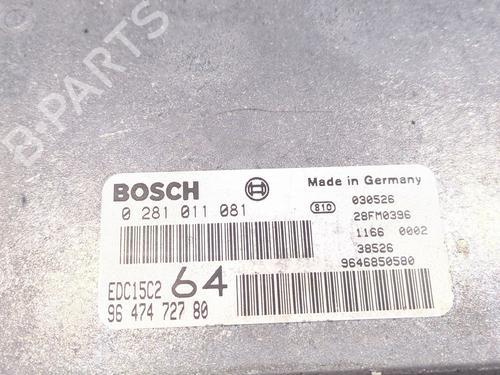 B-PARTS
BOSCH
Made in Germany
0 281 011 081
810
030526
28FM0396
1166 0002
38526
9646850580
EDC15C2 64
96 474 727 80